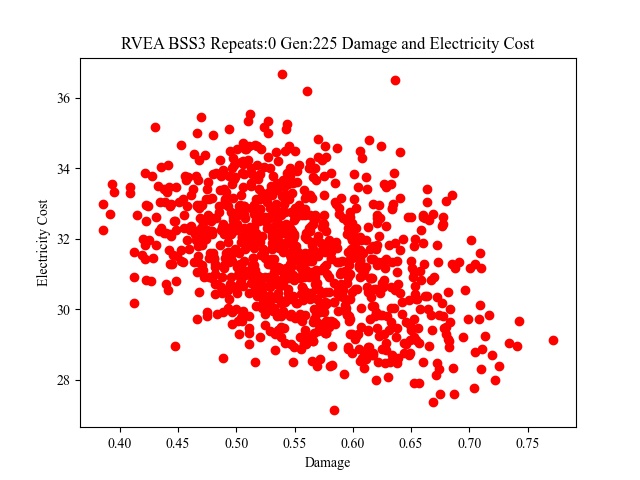 RVEA BSS3 Repeats:0 Gen:225 Damage and Electricity Cost
36
34
32
30
28
Electricity Cost
0.40 0.45 0.50 0.55 0.60 0.65 0.70 0.75
Damage